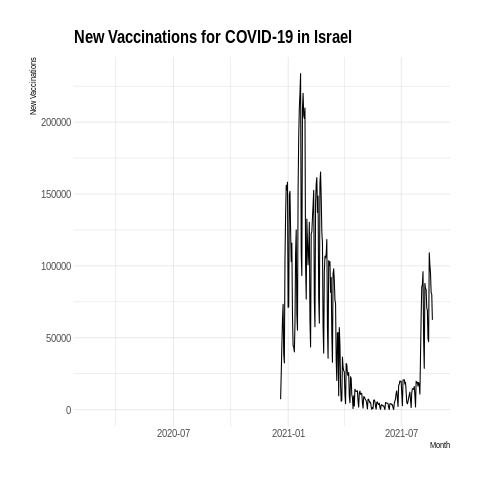 New Vaccinations for COVID-19 in Israel
New Vaccinations
200000
150000
100000
50000
0
2020-07 2021-01 2021-07
Month